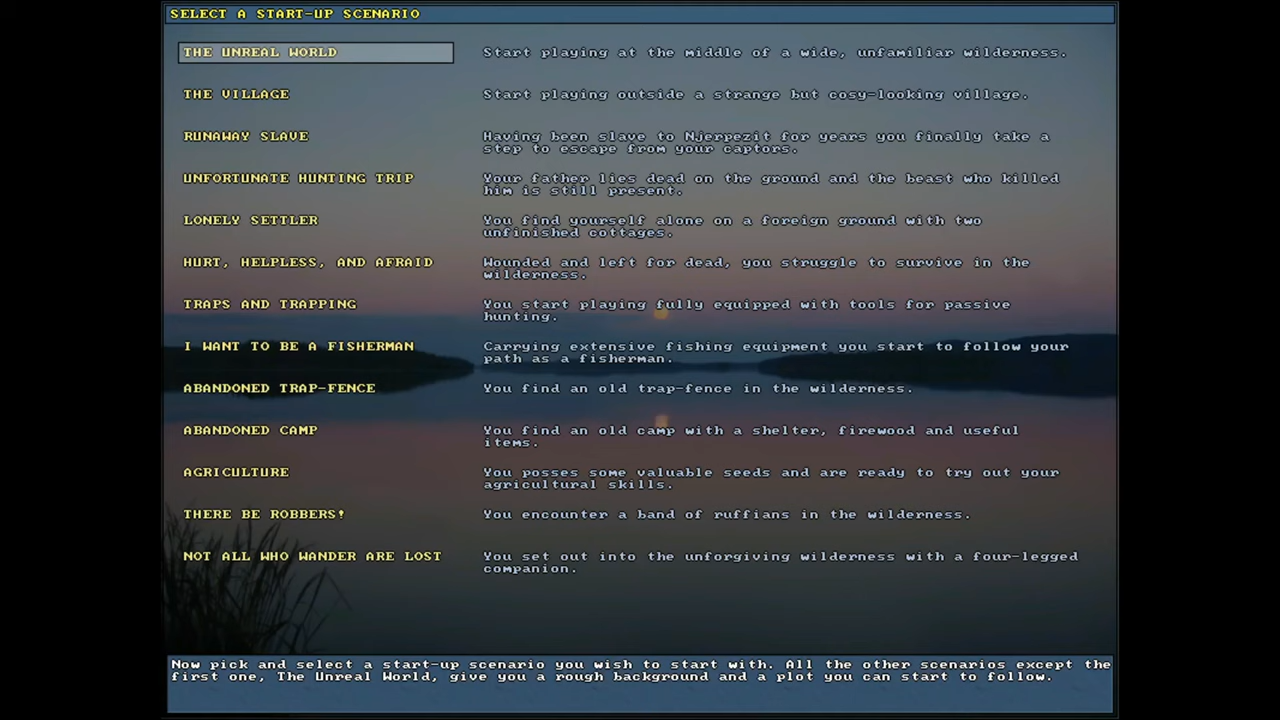 SELECT A START-UP SCENARIO
THE UNREAL WORLD
Start playing at the middle of a wide, unfamiliar wilderness.
THE VILLAGE
Start playing outside a strange but cosy-looking village.
RUNAWAY SLAVE
Having been slave to Njerpezit for years you finally take a
step to escape from your captors.
UNFORTUNATE HUNTING TRIP
Your father lies dead on the ground and the beast who killed
him is still present.
LONELY SETTLER
You find yourself alone on a foreign ground with two
unfinished cottages.
HURT, HELPLESS, AND AFRAID
Wounded and left for dead, you struggle to survive in the
wilderness.
TRAPS AND TRAPPING
You start playing fully equipped with tools for passive
hunting.
I WANT TO BE A FISHERMAN
Carrying extensive fishing equipment you start to follow your
path as a fisherman.
ABANDONED TRAP-FENCE
You find an old trap-fence in the wilderness.
ABANDONED CAMP
You find an old camp with a shelter, firewood and useful
items.
AGRICULTURE
You posses some valuable seeds and are ready to try out your
agricultural skills.
THERE BE ROBBERS!
You encounter a band of ruffians in the wilderness.
NOT ALL WHO WANDER ARE LOST
You set out into the unforgiving wilderness with a four-legged
companion.
Now pick and select a start-up scenario you wish to start with. All the other scenarios except the
first one, The Unreal World, give you a rough background and a plot you can start to follow.